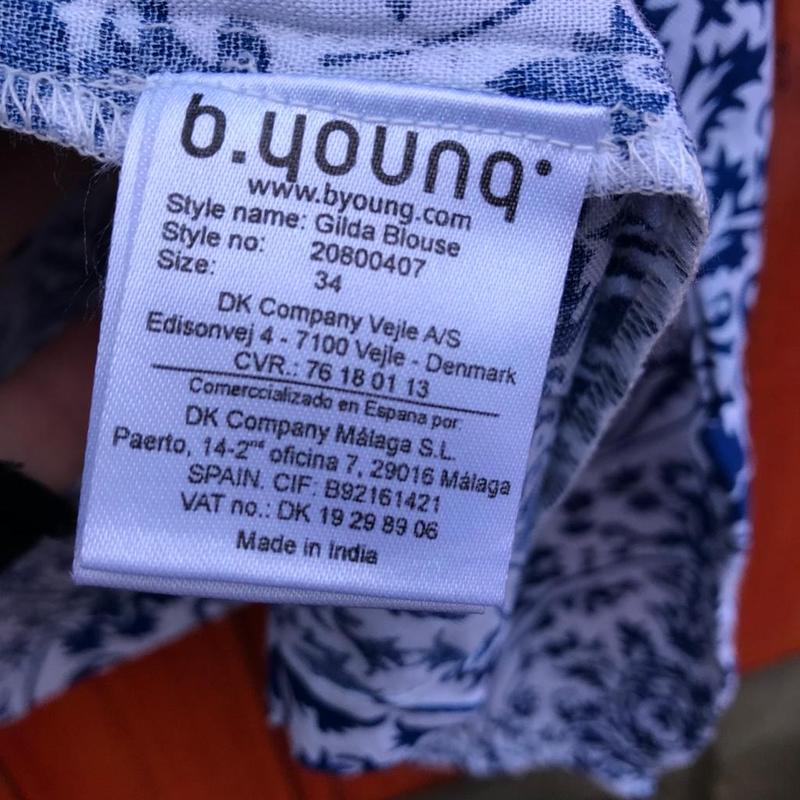 b.young•
www.byoung.com
Style name: Gilda Blouse
Style no: 20800407
Size: 34
DK Company Vejle A/S
Edisonvej 4 - 7100 Vejle - Denmark
CVR.: 76 18 01 13
Comerccializado en Espana por:
DK Company Málaga S.L.
Paerto, 14-2ⁿᵈ oficina 7, 29016 Málaga
SPAIN. CIF: B92161421
VAT no.: DK 19 29 89 06
Made in India